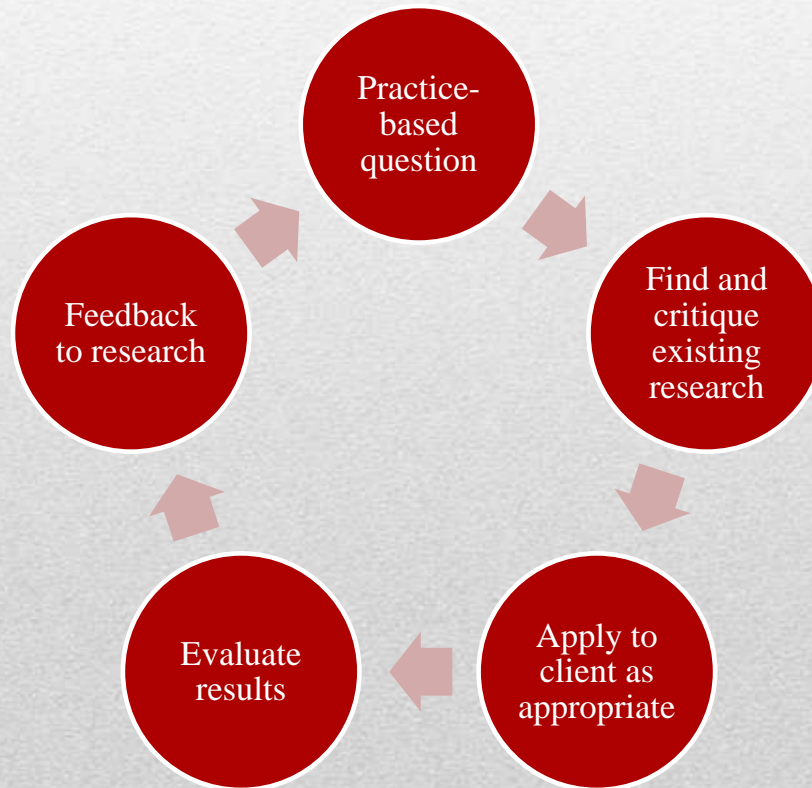 Practice-
based
question
Find and
critique
existing
research
Apply to
client as
appropriate
Evaluate
results
Feedback
to research